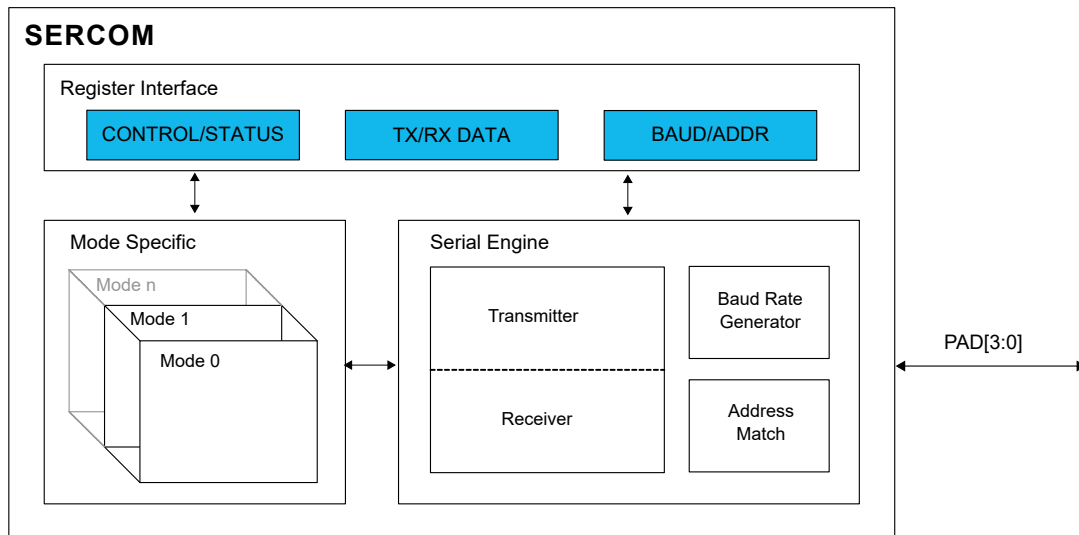 SERCOM
Register Interface
CONTROL/STATUS
TX/RX DATA
BAUD/ADDR
Mode Specific
Mode n
Mode 1
Mode 0
Serial Engine
Transmitter
Receiver
Baud Rate
Generator
Address
Match
PAD[3:0]